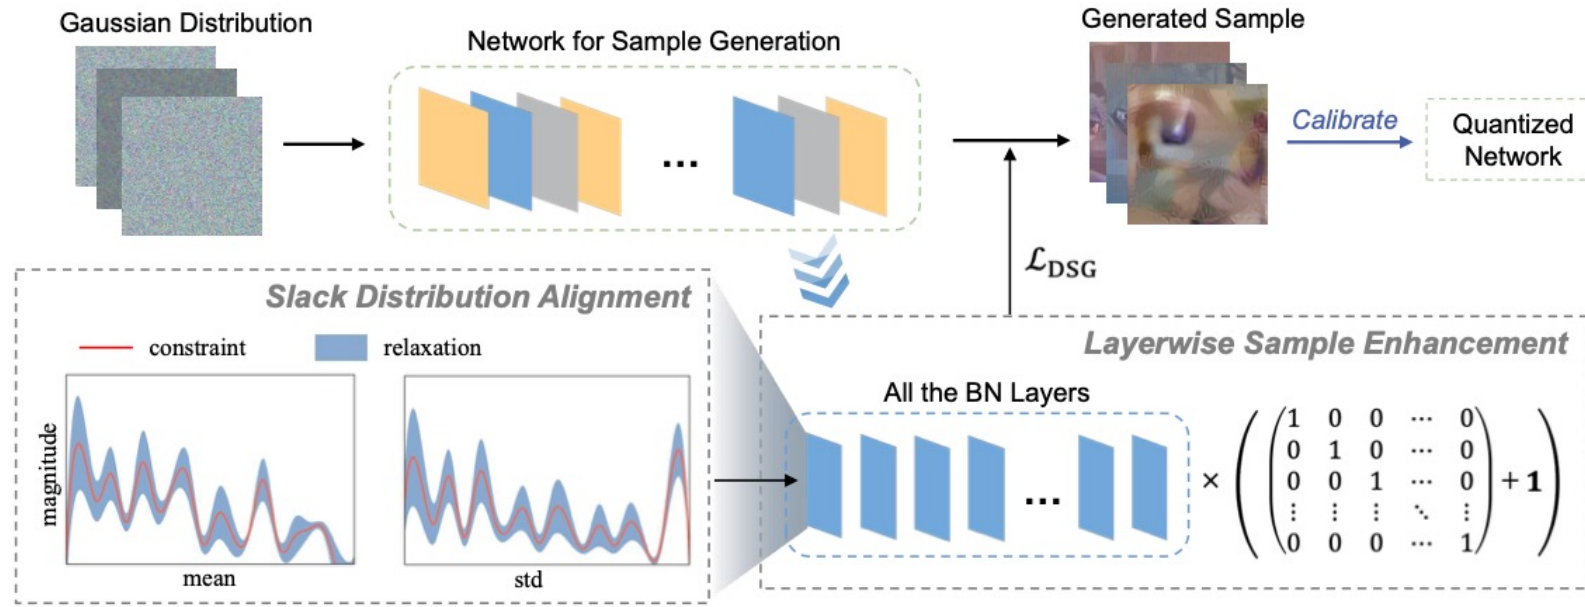 Gaussian Distribution
Network for Sample Generation
...
Generated Sample
Calibrate
Quantized
Network
ℒDSG
Slack Distribution Alignment
constraint
relaxation
magnitude
mean
std
Layerwise Sample Enhancement
All the BN Layers
...
× ( ( 1 0 0 ⋯ 0
0 1 0 ⋯ 0
0 0 1 ⋯ 0
⋮ ⋮ ⋮ ⋱ ⋮
0 0 0 ⋯ 1 ) + 1 )